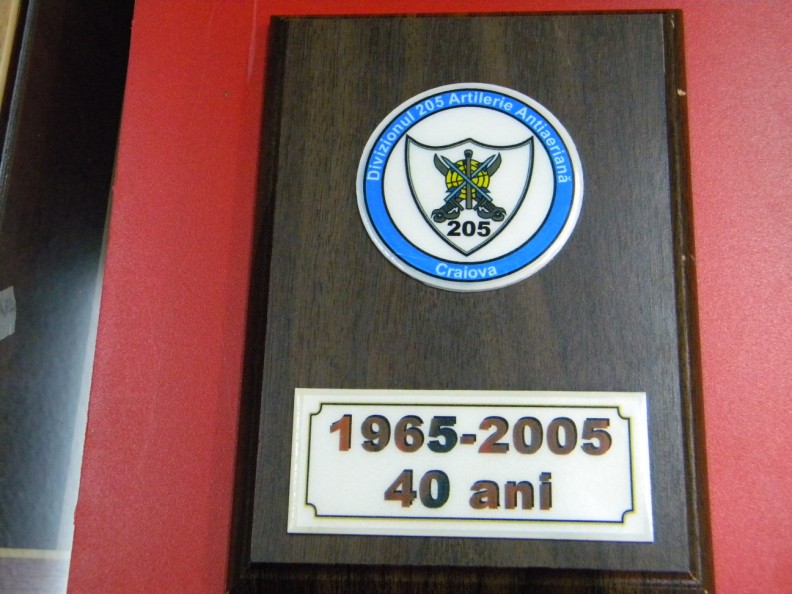 Divizionul 205 Artilerie Antiaeriană
205
Craiova
1965-2005
40 ani